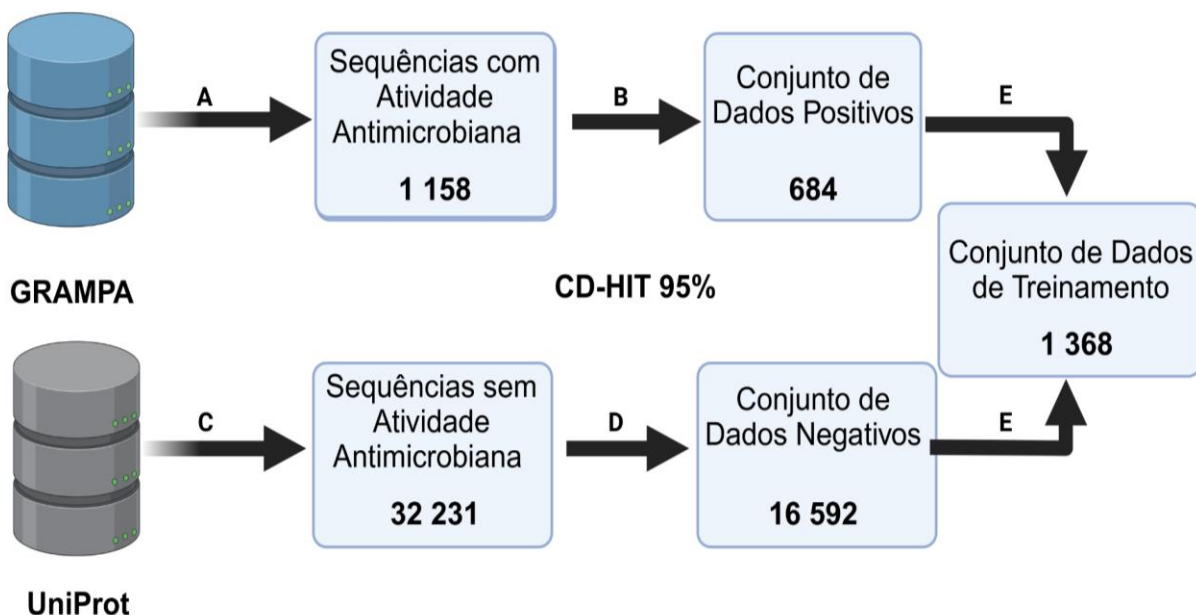 A
Sequências com
Atividade
Antimicrobiana
1 158
B
Conjunto de
Dados Positivos
684
E
GRAMPA
CD-HIT 95%
Conjunto de Dados
de Treinamento
1 368
C
Sequências sem
Atividade
Antimicrobiana
32 231
D
Conjunto de
Dados Negativos
16 592
E
UniProt